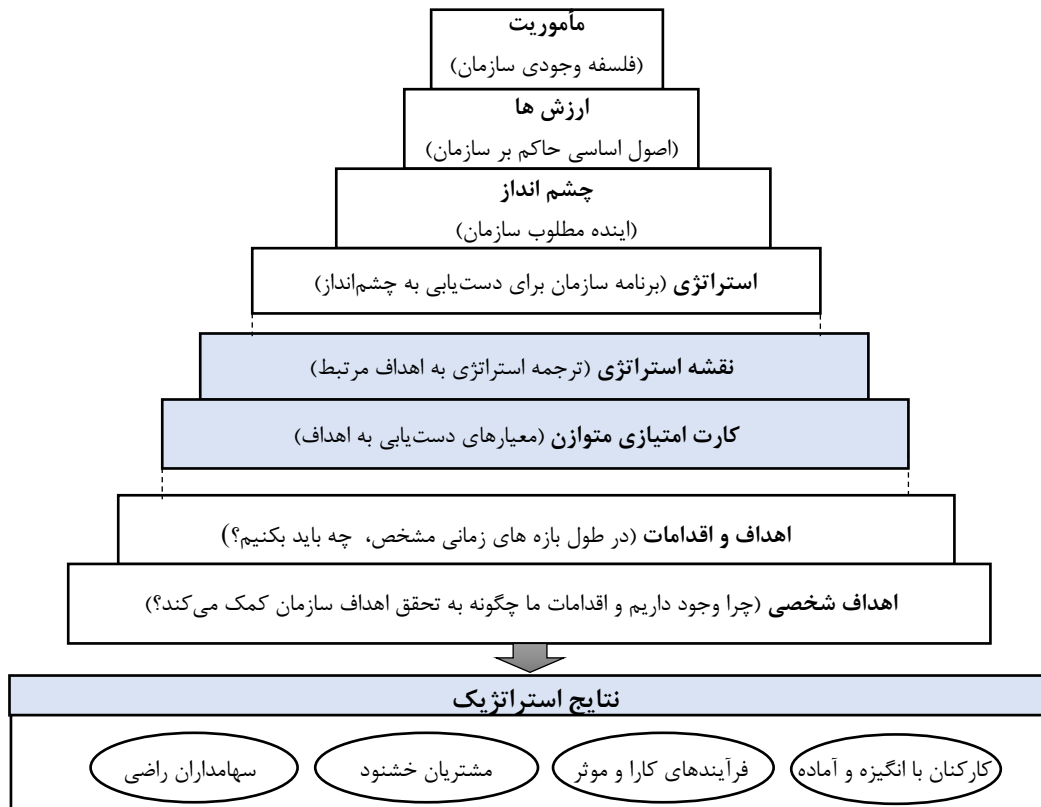 مأموریت
(فلسفه وجودی سازمان)
ارزش ها
(اصول اساسی حاکم بر سازمان)
چشم انداز
(اینده مطلوب سازمان)
استراتژی (برنامه سازمان برای دست‌یابی به چشم‌انداز)
نقشه استراتژی (ترجمه استراتژی به اهداف مرتبط)
کارت امتیازی متوازن (معیارهای دست‌یابی به اهداف)
اهداف و اقدامات (در طول بازه های زمانی مشخص، چه باید بکنیم؟)
اهداف شخصی (چرا وجود داریم و اقدامات ما چگونه به تحقق اهداف سازمان کمک می‌کند؟)
نتایج استراتژیک
کارکنان با انگیزه و آماده
فرآیندهای کارا و موثر
مشتریان خشنود
سهامداران راضی